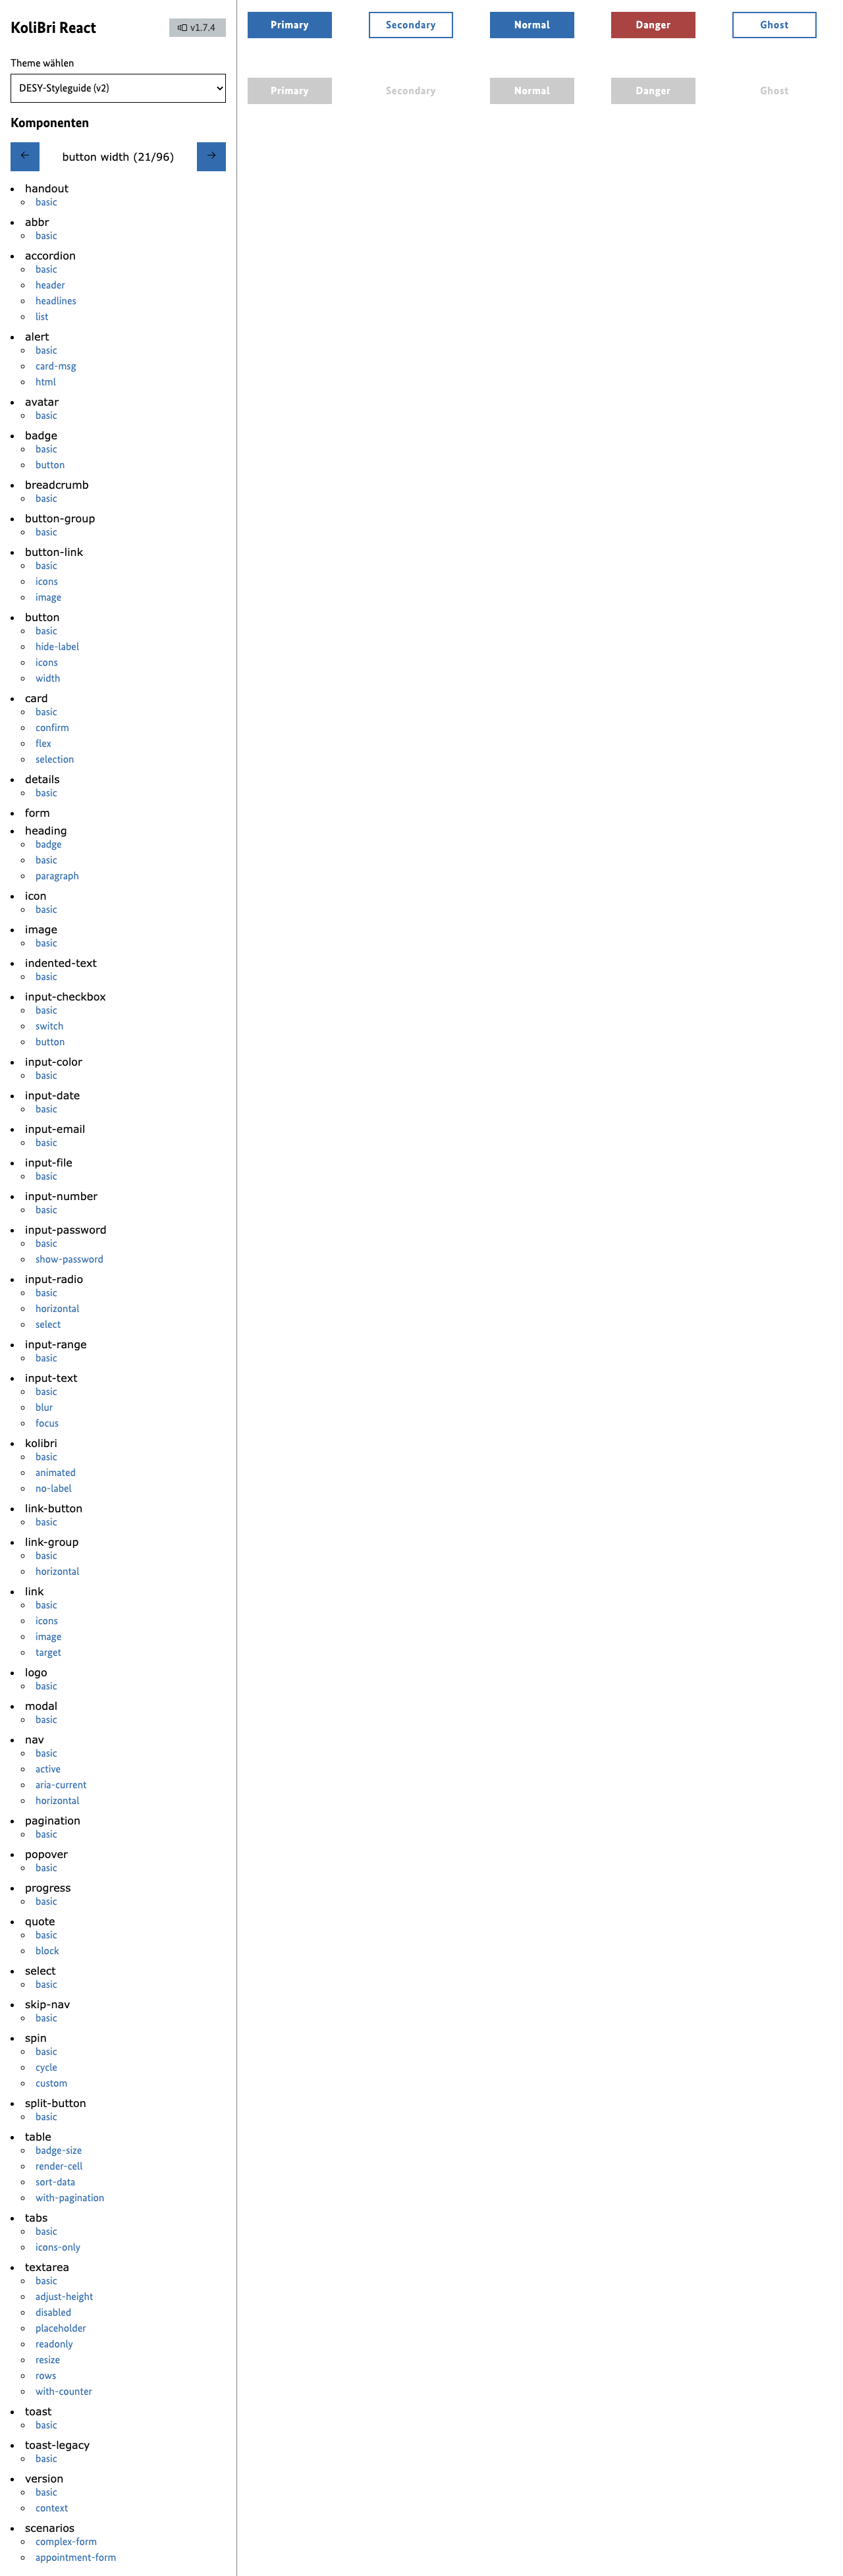 KoliBri React
v1.7.4
Theme wählen
DESY-Styleguide (v2)
Komponenten
← button width (21/96) →
handout
basic
abbr
basic
accordion
basic
header
headlines
list
alert
basic
card-msg
html
avatar
basic
badge
basic
button
breadcrumb
basic
button-group
basic
button-link
basic
icons
image
button
basic
hide-label
icons
width
card
basic
confirm
flex
selection
details
basic
form
heading
badge
basic
paragraph
icon
basic
image
basic
indented-text
basic
input-checkbox
basic
switch
button
input-color
basic
input-date
basic
input-email
basic
input-file
basic
input-number
basic
input-password
basic
show-password
input-radio
basic
horizontal
select
input-range
basic
input-text
basic
blur
focus
kolibri
basic
animated
no-label
link-button
basic
link-group
basic
horizontal
link
basic
icons
image
target
logo
basic
modal
basic
nav
basic
active
aria-current
horizontal
pagination
basic
popover
basic
progress
basic
quote
basic
block
select
basic
skip-nav
basic
spin
basic
cycle
custom
split-button
basic
table
badge-size
render-cell
sort-data
with-pagination
tabs
basic
icons-only
textarea
basic
adjust-height
disabled
placeholder
readonly
resize
rows
with-counter
toast
basic
toast-legacy
basic
version
basic
context
scenarios
complex-form
appointment-form
Primary Secondary Normal Danger Ghost
Primary Secondary Normal Danger Ghost